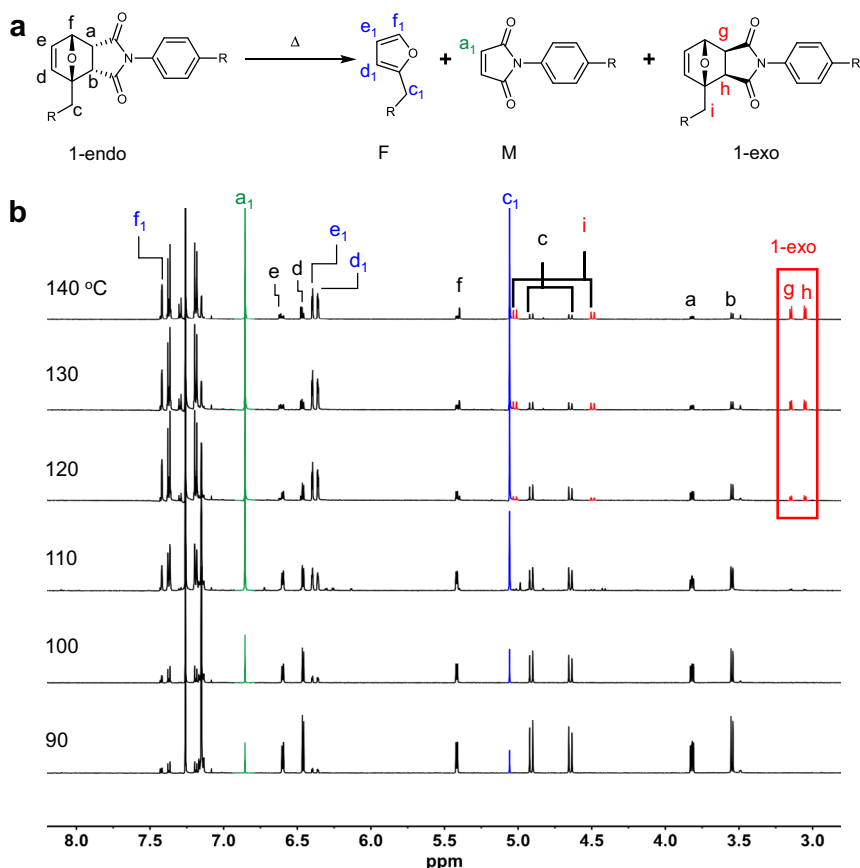 a
f
e
a
O
O
N
R
d
b
O
c
R
1-endo
Δ
e₁
f₁
O
d₁
c₁
R
F
+
a₁
O
N
R
O
M
+
g
O
O
N
R
h
O
R
i
1-exo
b
f₁
a₁
e
d
e₁
d₁
f
c₁
c
i
a
b
1-exo
g
h
140 °C
130
120
110
100
90
8.0 7.5 7.0 6.5 6.0 5.5 5.0 4.5 4.0 3.5 3.0
ppm